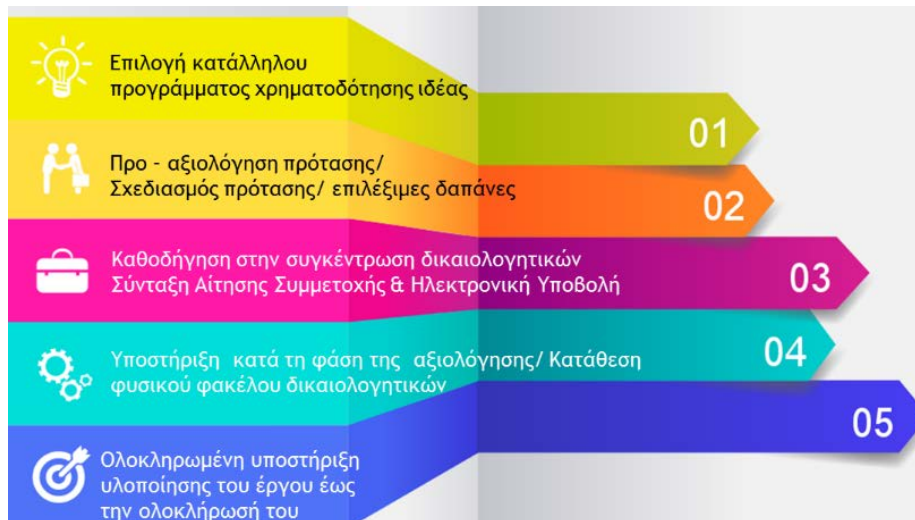 Επιλογή κατάλληλου
προγράμματος χρηματοδότησης ιδέας
01
Προ - αξιολόγηση πρότασης/
Σχεδιασμός πρότασης/ επιλέξιμες δαπάνες
02
Καθοδήγηση στην συγκέντρωση δικαιολογητικών
Σύνταξη Αίτησης Συμμετοχής & Ηλεκτρονική Υποβολή
03
Υποστήριξη κατά τη φάση της αξιολόγησης/ Κατάθεση
φυσικού φακέλου δικαιολογητικών
04
Ολοκληρωμένη υποστήριξη
υλοποίησης του έργου έως
την ολοκλήρωσή του
05